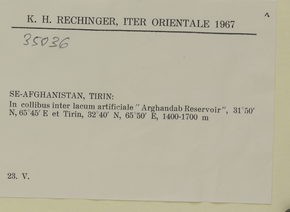 K. H. RECHINGER, ITER ORIENTALE 1967
35036
SE-AFGHANISTAN, TIRIN:
In collibus inter lacum artificiale "Arghandab Reservoir", 31°50'
N, 65°45' E et Tirin, 32°40' N, 65°50' E, 1400-1700 m
23. V.